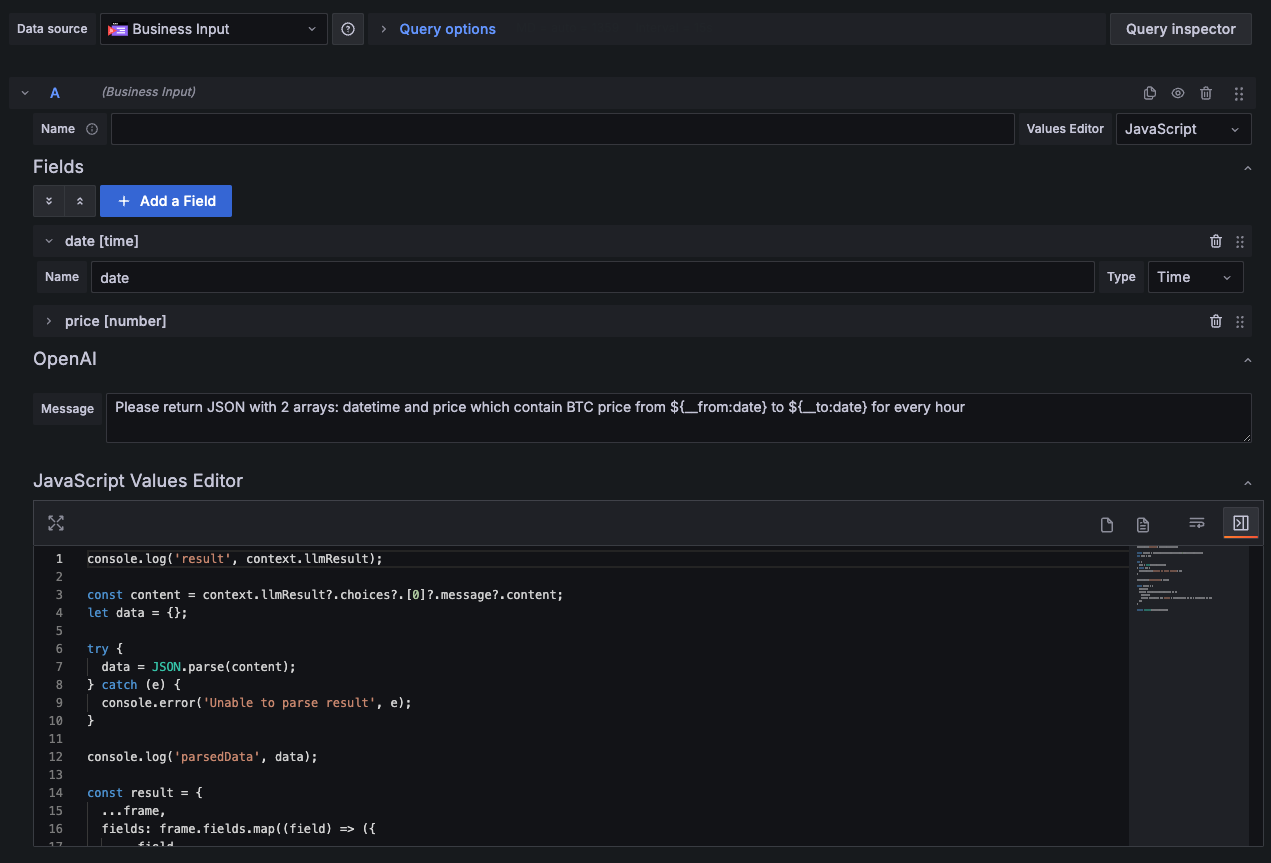 Data source Business Input Query options Query inspector
A (Business Input)
Name Values Editor JavaScript
Fields
+ Add a Field
date [time]
Name date Type Time
price [number]
OpenAI
Message Please return JSON with 2 arrays: datetime and price which contain BTC price from ${__from:date} to ${__to:date} for every hour
JavaScript Values Editor
1 console.log('result', context.llmResult);
2
3 const content = context.llmResult?.choices?.[0]?.message?.content;
4 let data = {};
5
6 try {
7 data = JSON.parse(content);
8 } catch (e) {
9 console.error('Unable to parse result', e);
10 }
11
12 console.log('parsedData', data);
13
14 const result = {
15 ...frame,
16 fields: frame.fields.map((field) => ({
17 ...field,